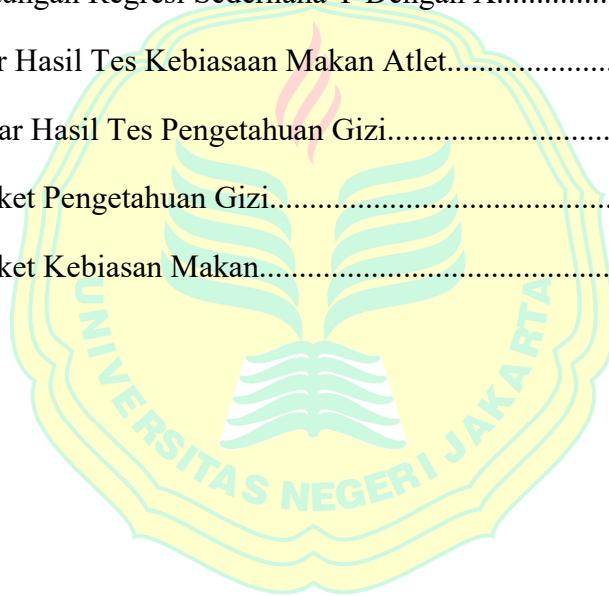 ungan Regresi Sederhana Y Dengan X............
r Hasil Tes Kebiasaan Makan Atlet....................
ar Hasil Tes Pengetahuan Gizi...........................
ket Pengetahuan Gizi..........................................
ket Kebiasan Makan...........................................
UNIVERSITAS NEGERI JAKARTA